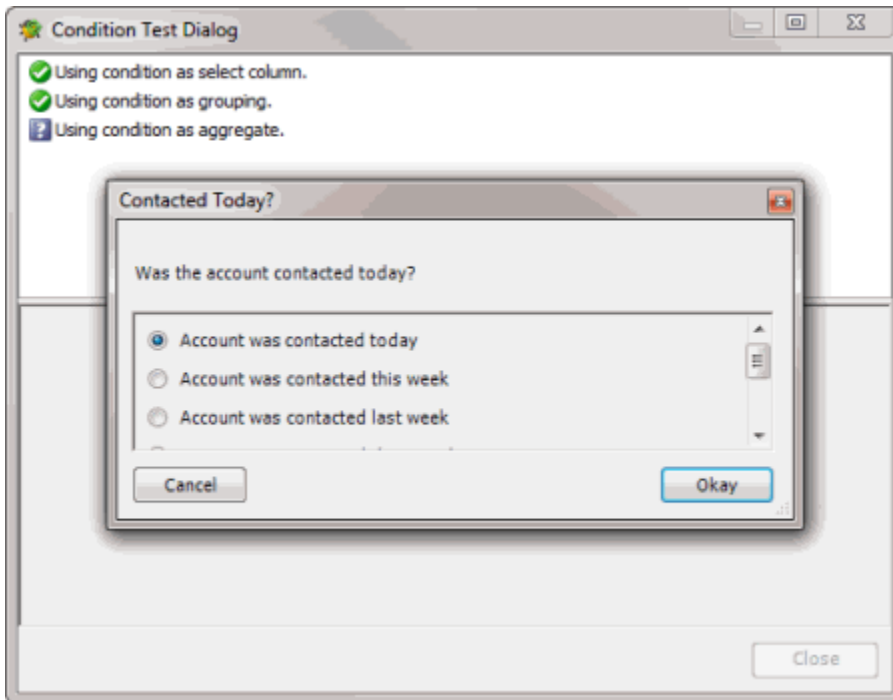 Condition Test Dialog
Using condition as select column.
Using condition as grouping.
Using condition as aggregate.
Contacted Today?
Was the account contacted today?
Account was contacted today
Account was contacted this week
Account was contacted last week
Cancel
Okay
Close